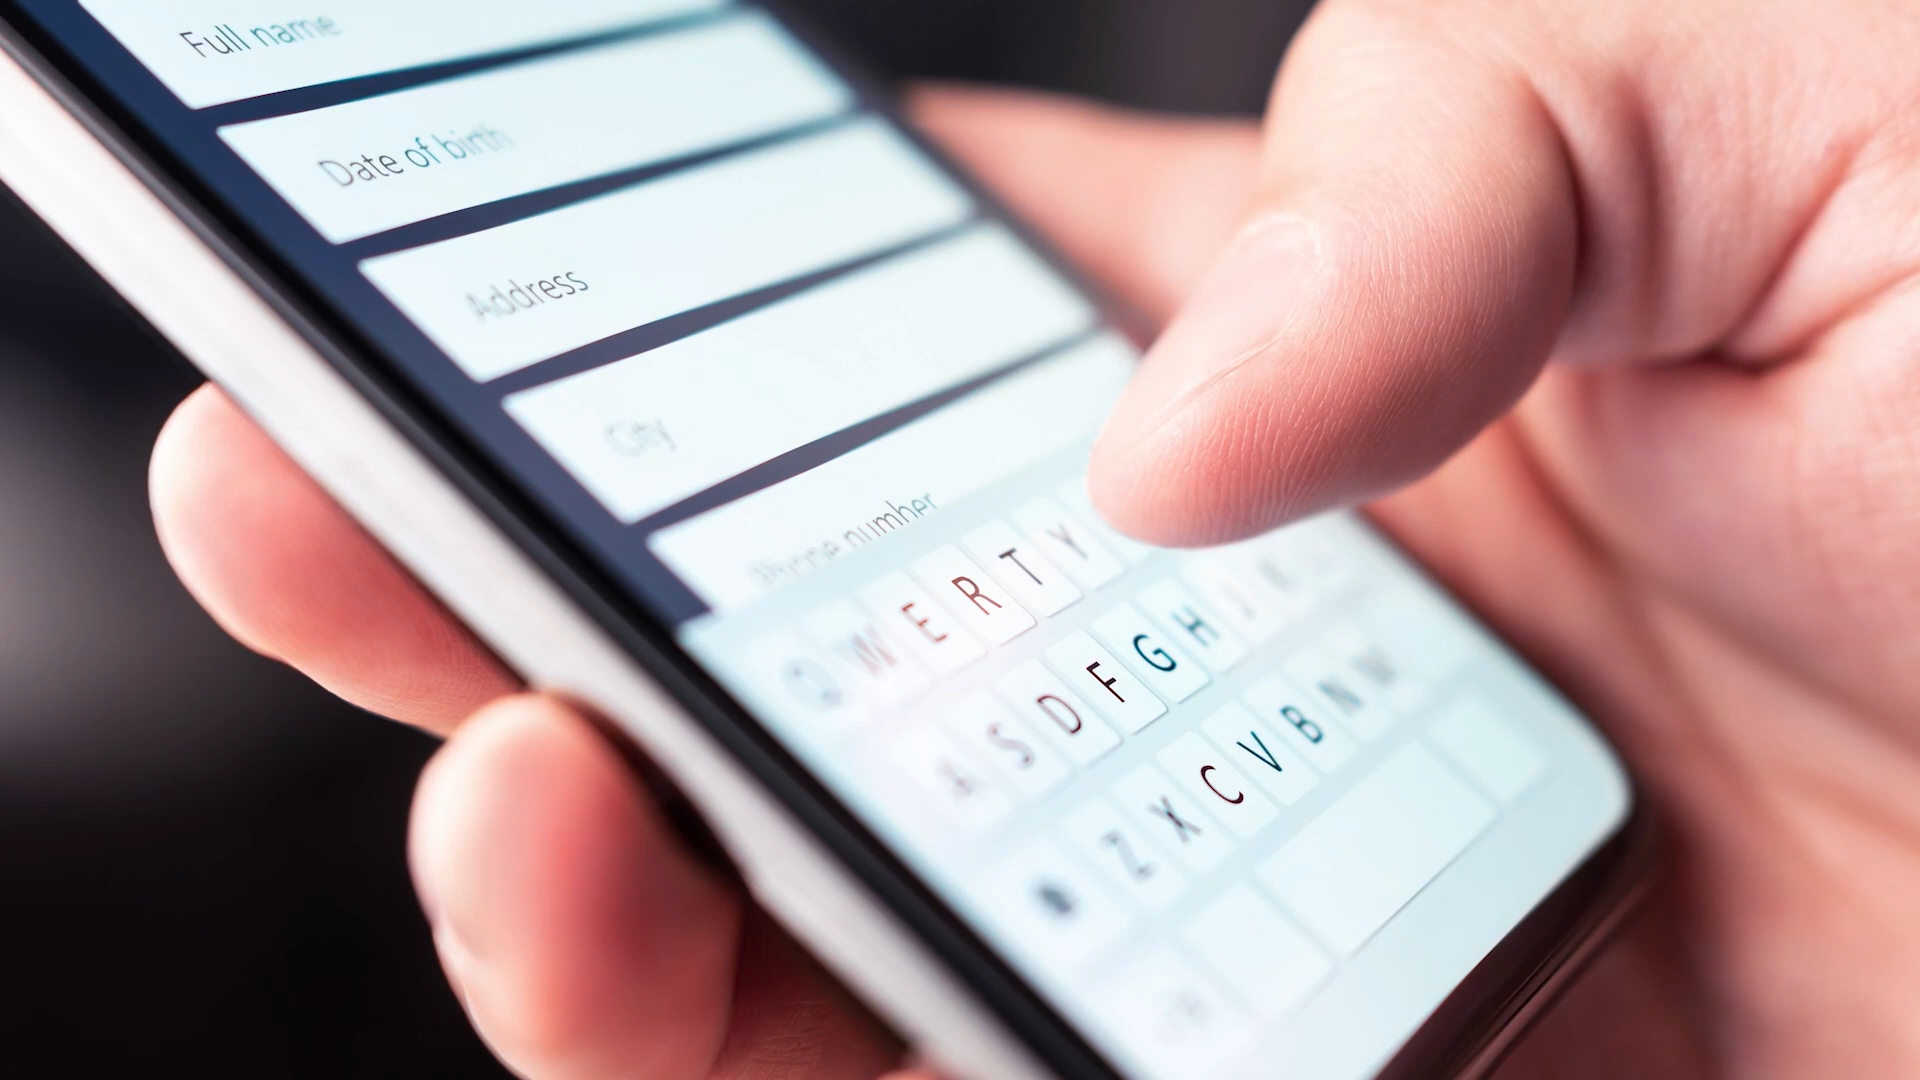 Full name
Date of birth
Address
City
Phone number
Q W E R T Y
A S D F G H J K
Z X C V B N M